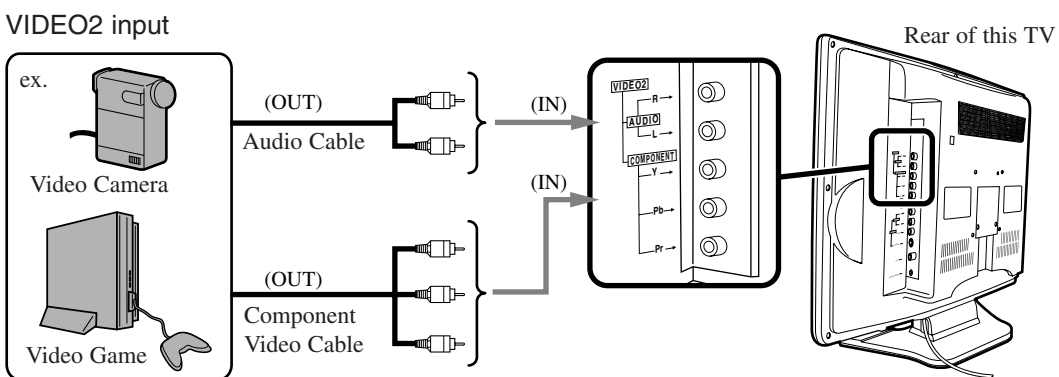 VIDEO2 input
Rear of this TV
ex.
Video Camera
Video Game
(OUT)
Audio Cable
(OUT)
Component
Video Cable
(IN)
(IN)
VIDEO2
R
AUDIO
L
COMPONENT
Y
Pb
Pr